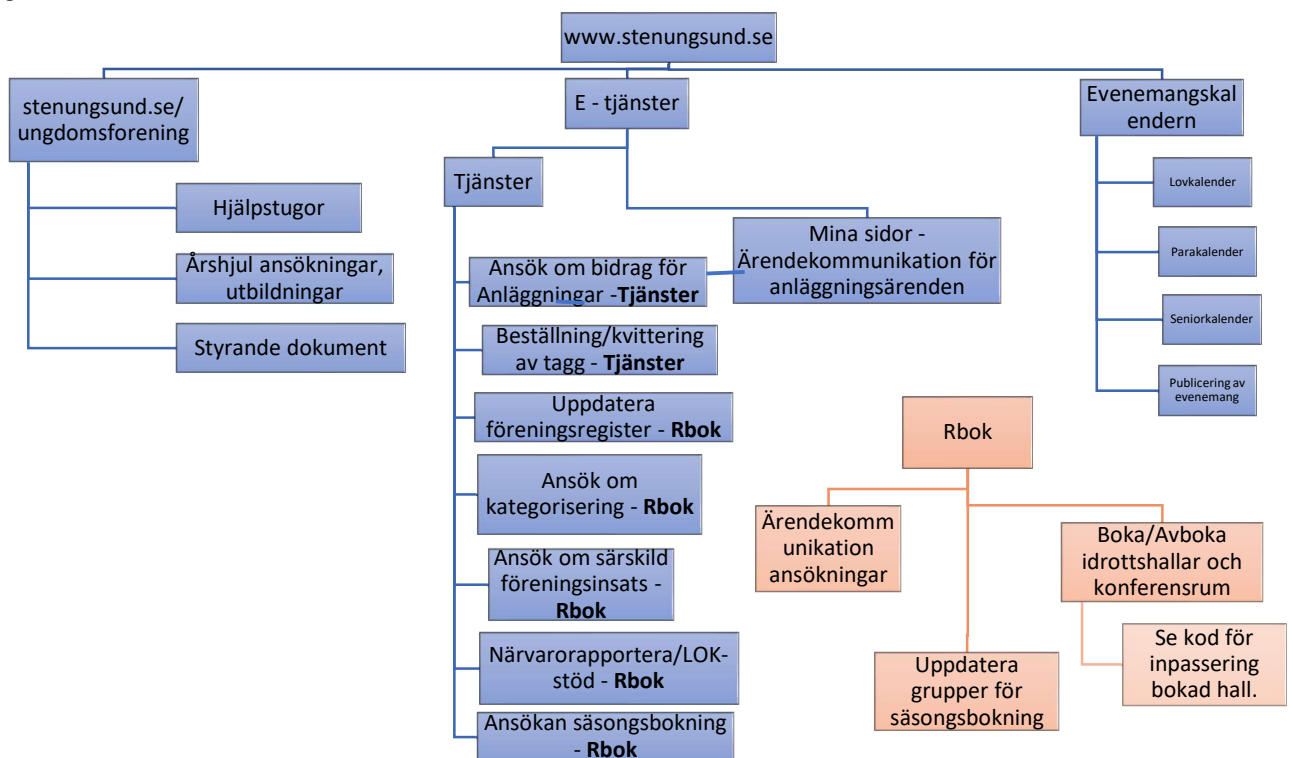 www.stenungsund.se
stenungsund.se/
ungdomsforening
Hjälpstugor
Årshjul ansökningar,
utbildningar
Styrande dokument
E - tjänster
Tjänster
Ansök om bidrag för
Anläggningar -Tjänster
Beställning/kvittering
av tagg - Tjänster
Uppdatera
föreningsregister - Rbok
Ansök om
kategorisering - Rbok
Ansök om särskild
föreningsinsats -
Rbok
Närvarorapportera/LOK-
stöd - Rbok
Ansökan säsongsbokning
- Rbok
Mina sidor -
Ärendekommunikation för
anläggningsärenden
Evenemangskal
endern
Lovkalender
Parakalender
Seniorkalender
Publicering av
evenemang
Rbok
Ärendekomm
unikation
ansökningar
Uppdatera
grupper för
säsongsbokning
Boka/Avboka
idrottshallar och
konferensrum
Se kod för
inpassering
bokad hall.